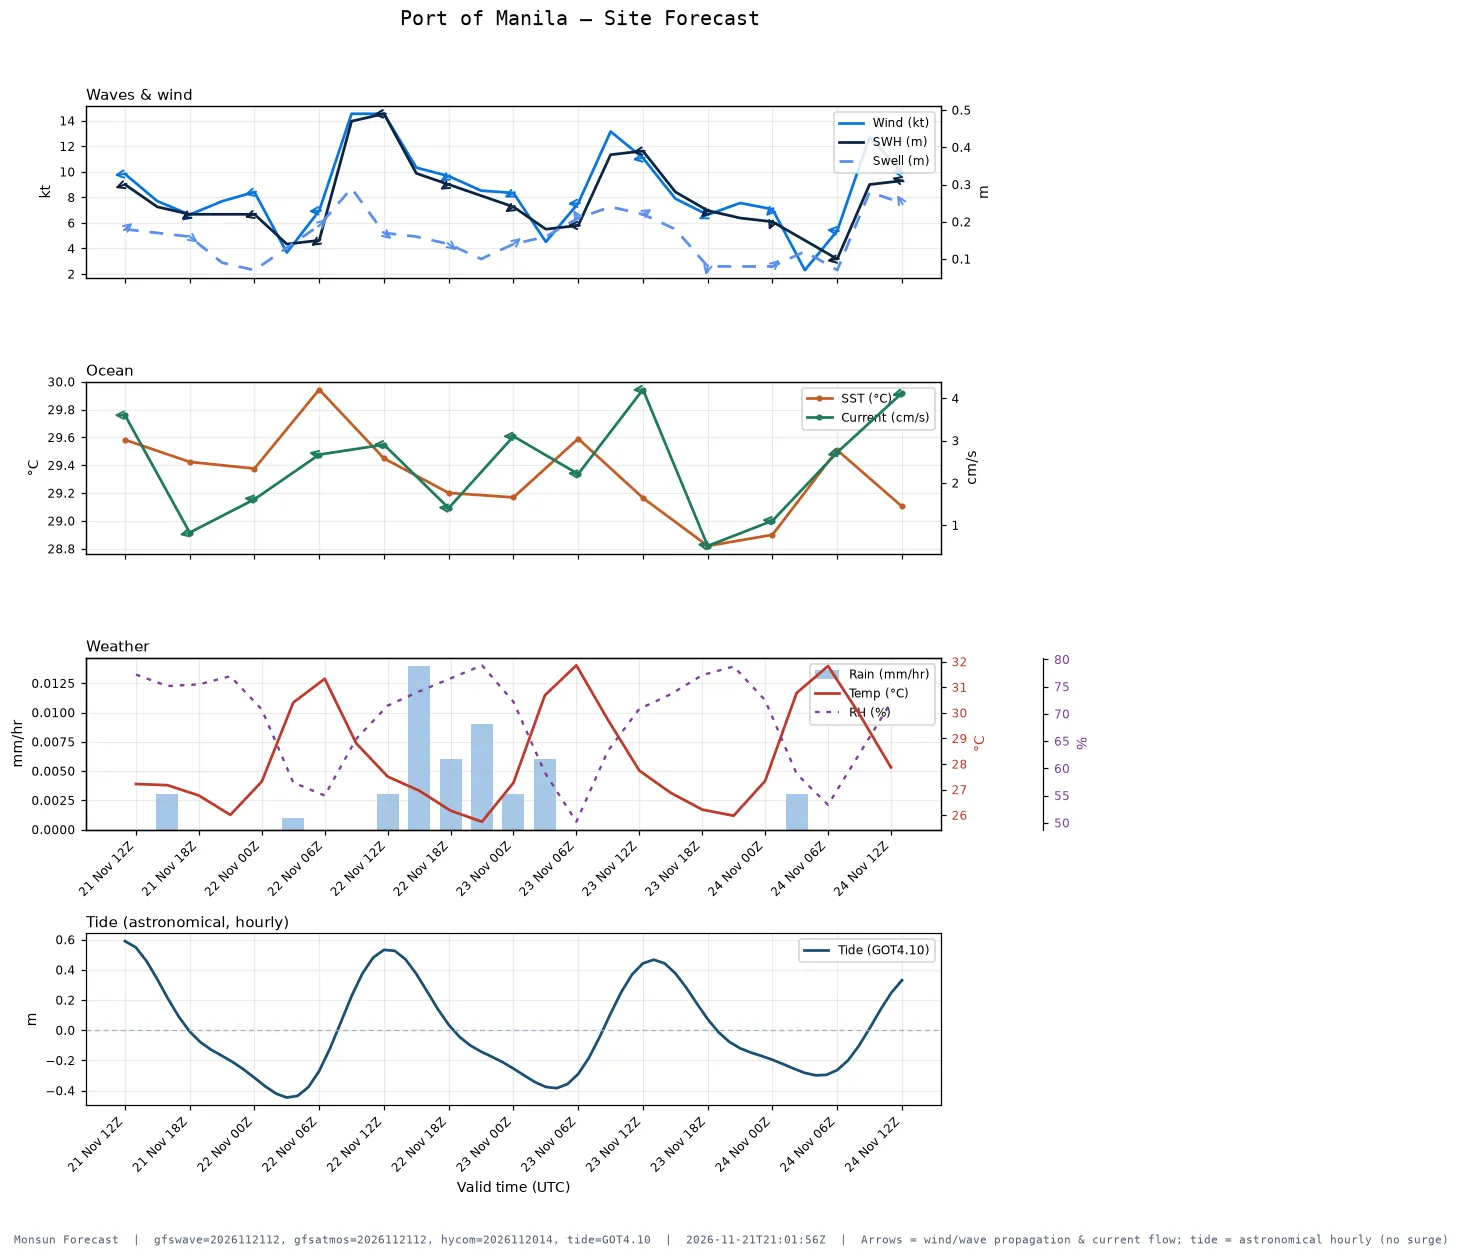 Port of Manila — Site Forecast
Waves & wind
14
12
10
8
6
4
2
kt
0.5
0.4
0.3
0.2
0.1
m
Wind (kt)
SWH (m)
Swell (m)
Ocean
30.0
29.8
29.6
29.4
29.2
29.0
28.8
°C
4
3
2
1
cm/s
SST (°C)
Current (cm/s)
Weather
0.0125
0.0100
0.0075
0.0050
0.0025
0.0000
mm/hr
32
31
30
29
28
27
26
°C
80
75
70
65
60
55
50
%
Rain (mm/hr)
Temp (°C)
RH (%)
21 Nov 12Z
21 Nov 18Z
22 Nov 00Z
22 Nov 06Z
22 Nov 12Z
22 Nov 18Z
23 Nov 00Z
23 Nov 06Z
23 Nov 12Z
23 Nov 18Z
24 Nov 00Z
24 Nov 06Z
24 Nov 12Z
Tide (astronomical, hourly)
0.6
0.4
0.2
0.0
−0.2
−0.4
m
Tide (GOT4.10)
21 Nov 12Z
21 Nov 18Z
22 Nov 00Z
22 Nov 06Z
22 Nov 12Z
22 Nov 18Z
23 Nov 00Z
23 Nov 06Z
23 Nov 12Z
23 Nov 18Z
24 Nov 00Z
24 Nov 06Z
24 Nov 12Z
Valid time (UTC)
Monsun Forecast | gfswave=2026112112, gfsatmos=2026112112, hycom=2026112014, tide=GOT4.10 | 2026-11-21T21:01:56Z | Arrows = wind/wave propagation & current flow; tide = astronomical hourly (no surge)